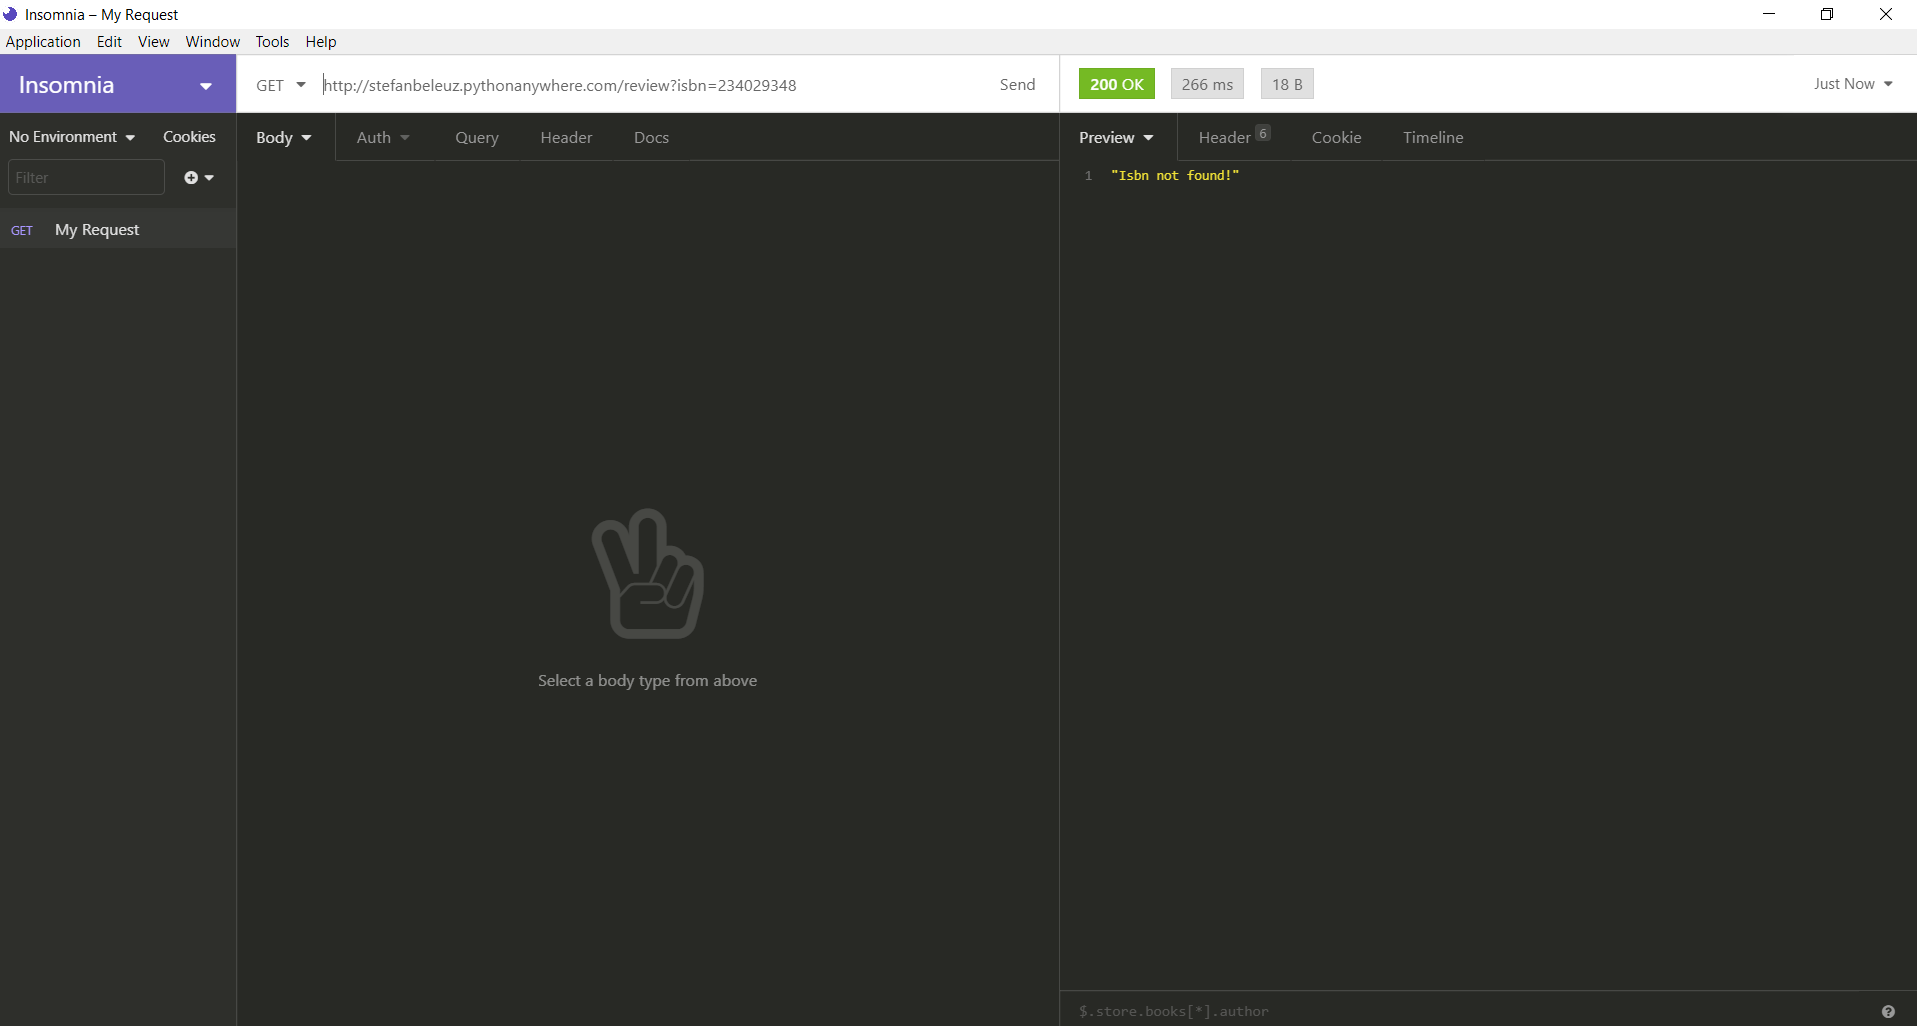 Insomnia – My Request
Application Edit View Window Tools Help
Insomnia
GET http://stefanbeleuz.pythonanywhere.com/review?isbn=234029348 Send
200 OK 266 ms 18 B Just Now
No Environment Cookies
Body Auth Query Header Docs
Preview Header 6 Cookie Timeline
Filter
1 "Isbn not found!"
GET My Request
Select a body type from above
$.store.books[*].author